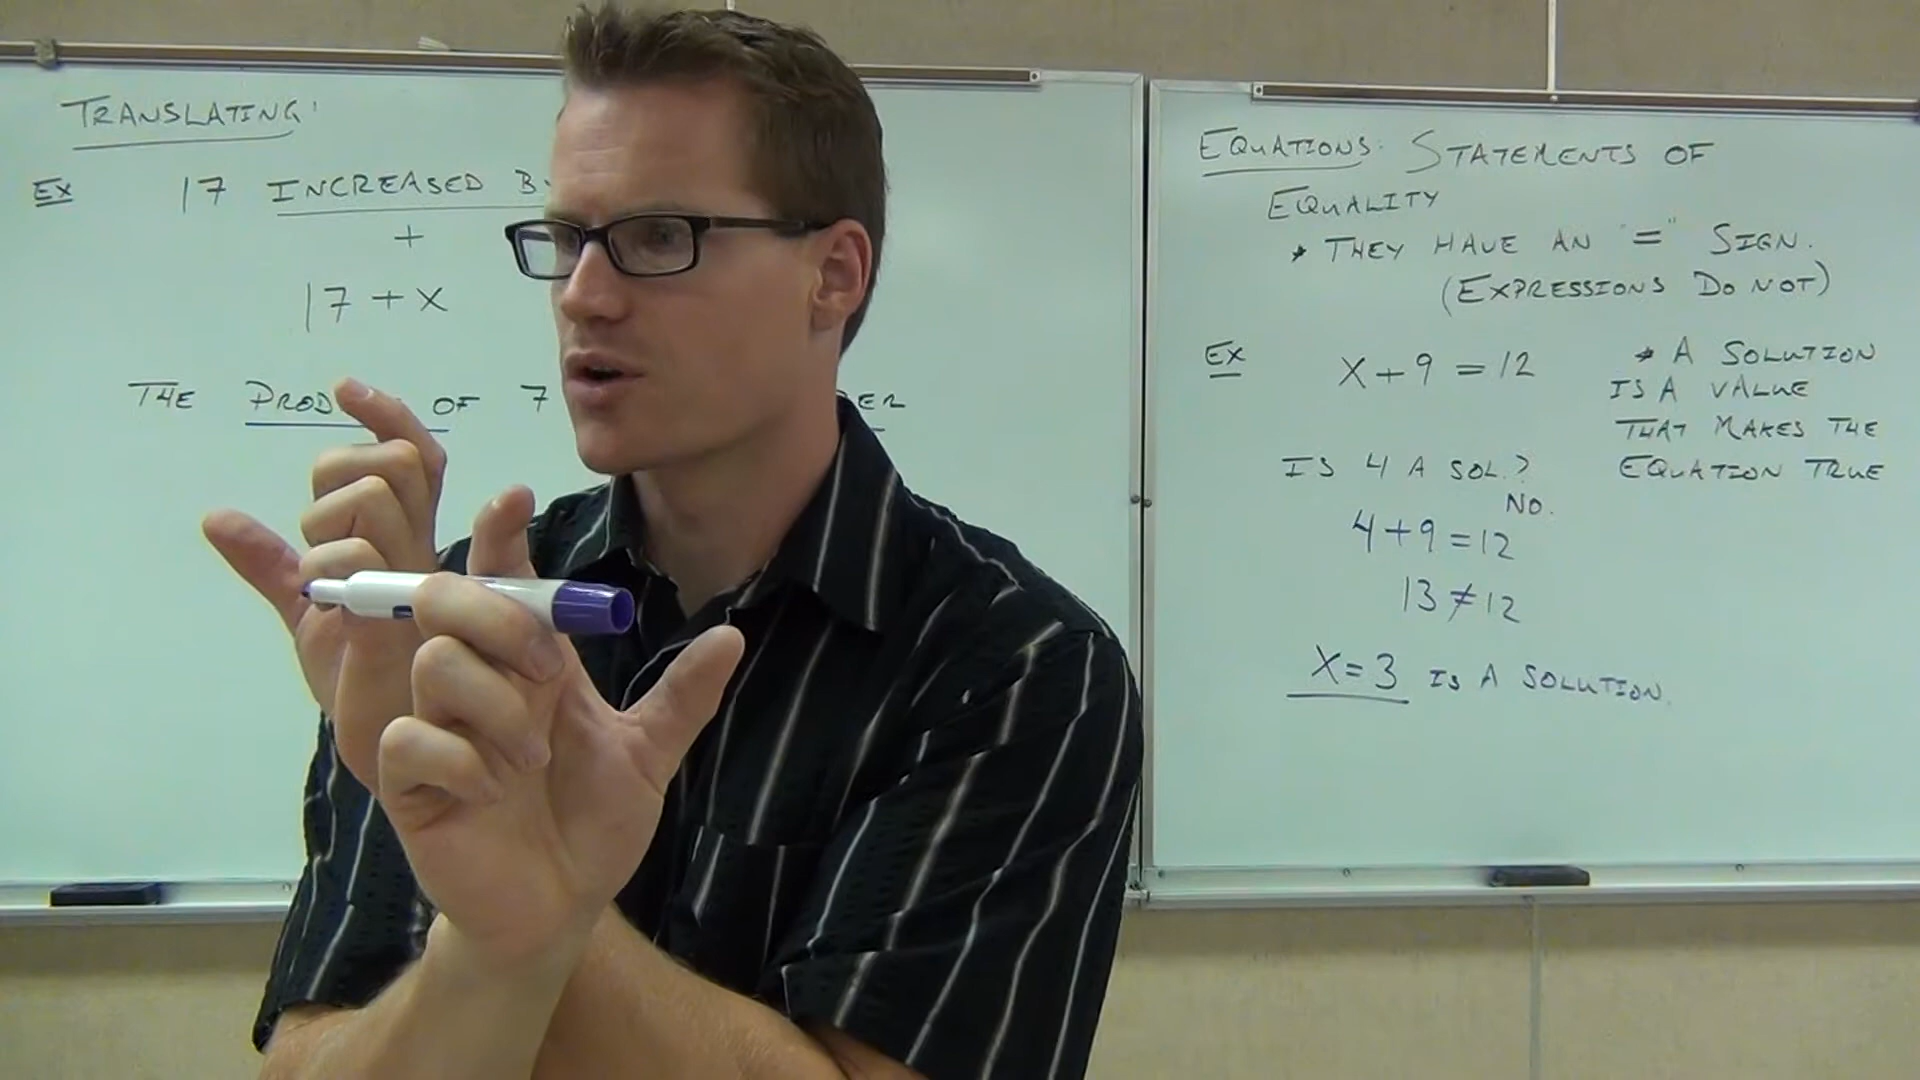 TRANSLATING:
EX 17 INCREASED B
+
17 + X
THE PROD OF 7 BER
EQUATIONS: STATEMENTS OF
EQUALITY
* THEY HAVE AN "=" SIGN.
(EXPRESSIONS DO NOT)
EX X + 9 = 12
* A SOLUTION
IS A VALUE
THAT MAKES THE
EQUATION TRUE
IS 4 A SOL.?
NO.
4 + 9 = 12
13 ≠ 12
X = 3 IS A SOLUTION.